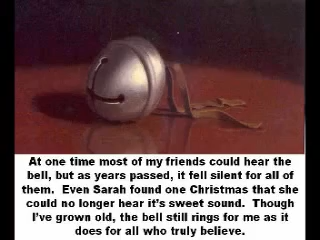 At one time most of my friends could hear the
bell, but as years passed, it fell silent for all of
them.  Even Sarah found one Christmas that she
could no longer hear it's sweet sound.  Though
I've grown old, the bell still rings for me as it
does for all who truly believe.